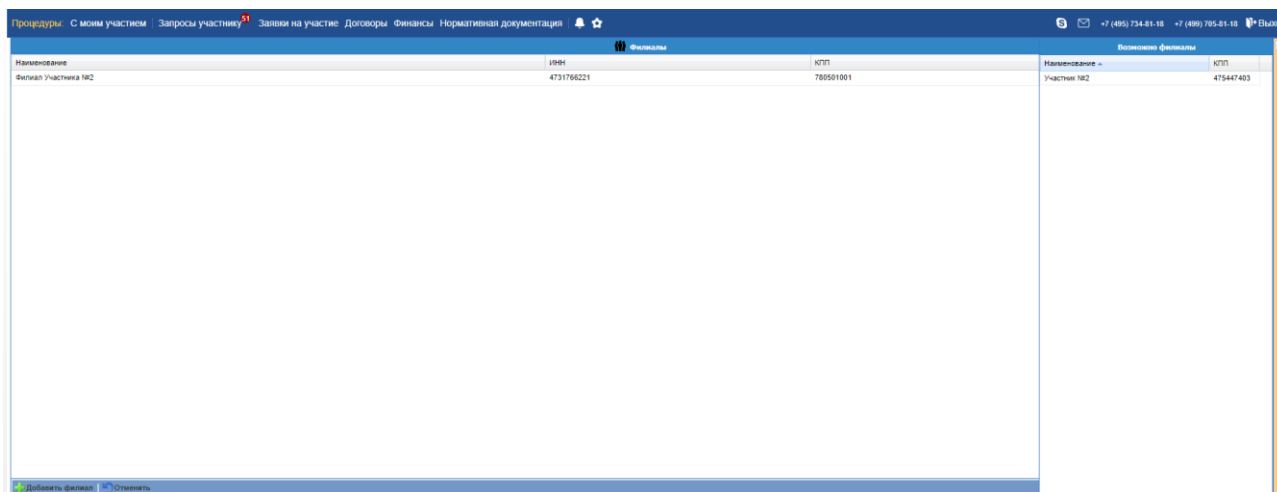 Процедуры: С моим участием Запросы участнику 51 Заявки на участие Договоры Финансы Нормативная документация +7 (495) 734-81-18 +7 (499) 705-81-18 Вых
Филиалы Возможно филиалы
Наименование ИНН КПП Наименование КПП
Филиал Участника №2 4731766221 780501001 Участник №2 475447403
Добавить филиал Отменить